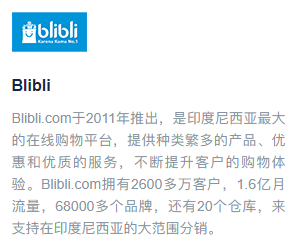 blibli
Karena Kamu No.1
Blibli
Blibli.com于2011年推出，是印度尼西亚最大
的在线购物平台，提供种类繁多的产品、优
惠和优质的服务，不断提升客户的购物体
验。Blibli.com拥有2600多万客户，1.6亿月
流量，68000多个品牌，还有20个仓库，来
支持在印度尼西亚的大范围分销。